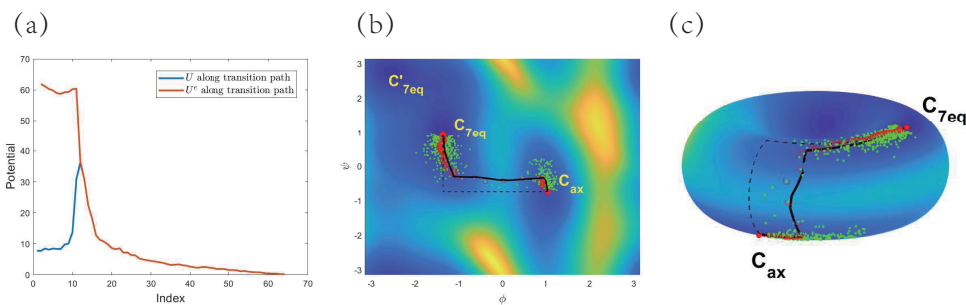 (a)
(b)
(c)
70
60
50
40
30
20
10
0
Potential
U along transition path
Uᵉ along transition path
0 10 20 30 40 50 60 70
Index
ψ
3
2
1
0
-1
-2
-3
C'7eq
C7eq
Cax
-3 -2 -1 0 1 2 3
ϕ
C7eq
Cax